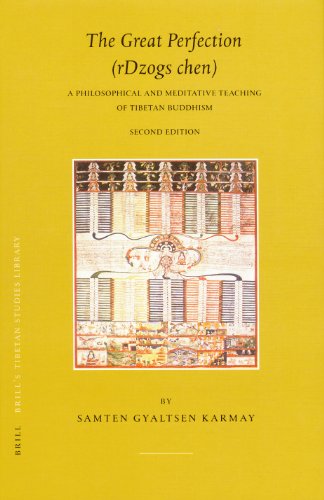 The Great Perfection
(rDzogs chen)
A PHILOSOPHICAL AND MEDITATIVE TEACHING
OF TIBETAN BUDDHISM
SECOND EDITION
BY
SAMTEN GYALTSEN KARMAY
BRILL
BRILL'S TIBETAN STUDIES LIBRARY